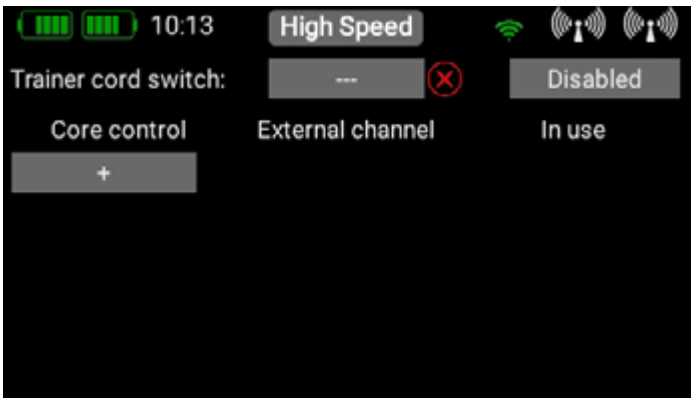 10:13 High Speed
Trainer cord switch: --- Disabled
Core control External channel In use
+